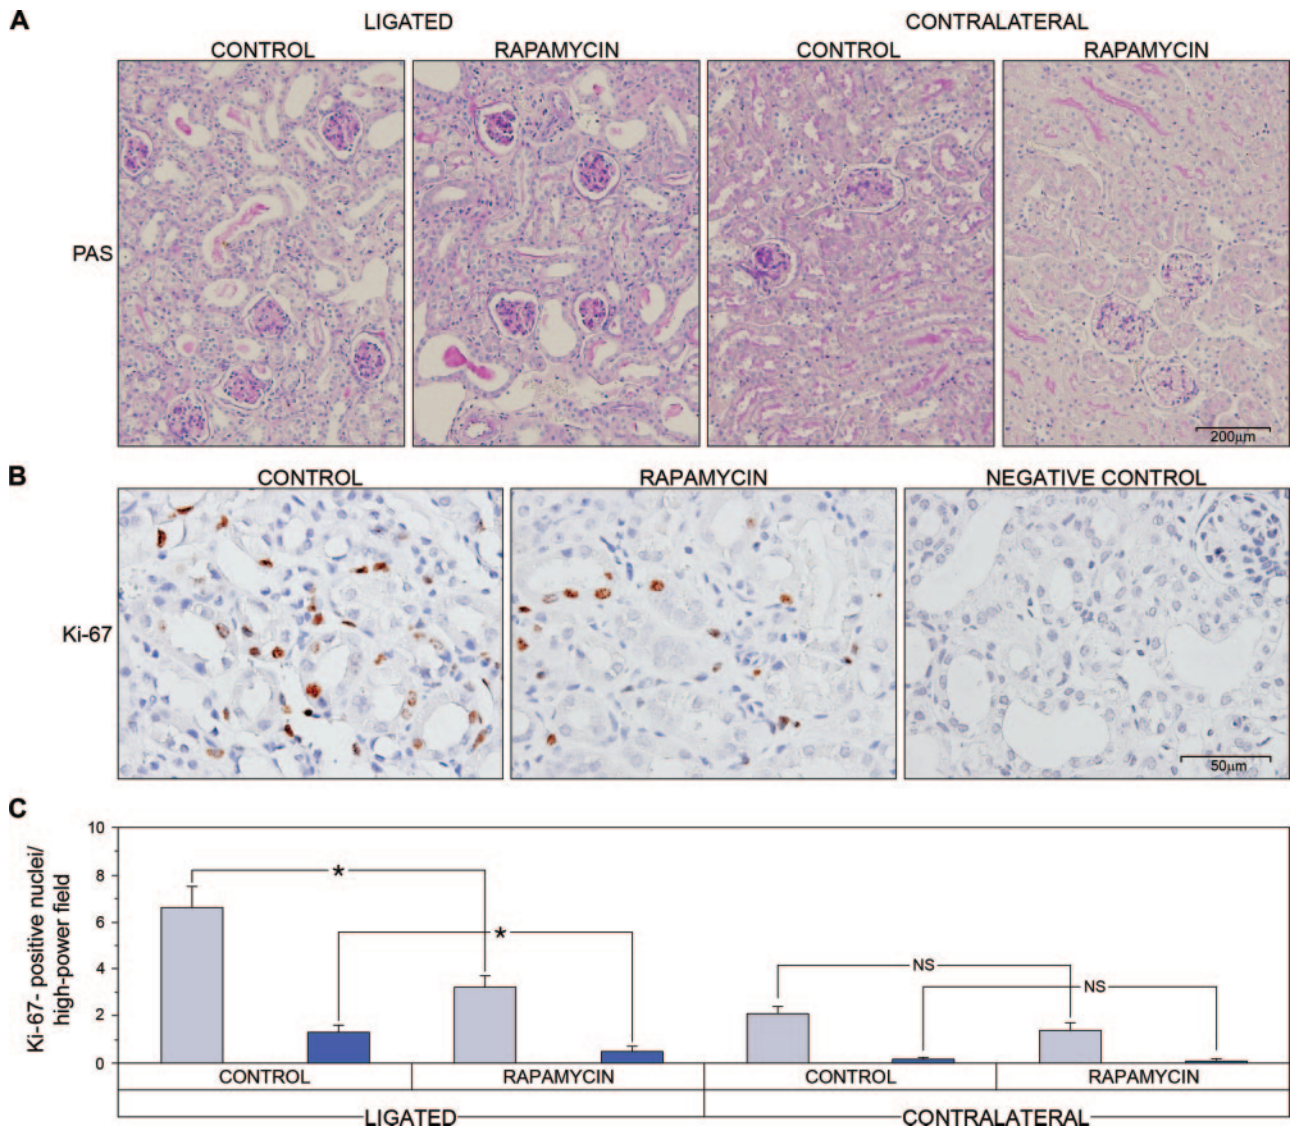 A
LIGATED CONTRALATERAL
CONTROL RAPAMYCIN CONTROL RAPAMYCIN
PAS
200μm
B
CONTROL RAPAMYCIN NEGATIVE CONTROL
Ki-67
50μm
C
Ki-67- positive nuclei/
high-power field
10
8
6
4
2
0
*
*
NS
NS
CONTROL RAPAMYCIN CONTROL RAPAMYCIN
LIGATED CONTRALATERAL